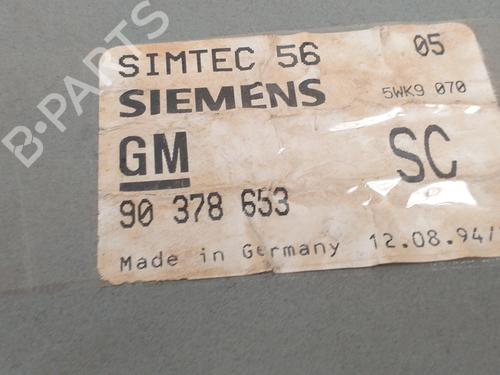 B-PARTS
SIMTEC 56 05
SIEMENS 5WK9 070
GM SC
90 378 653
Made in Germany 12.08.94/